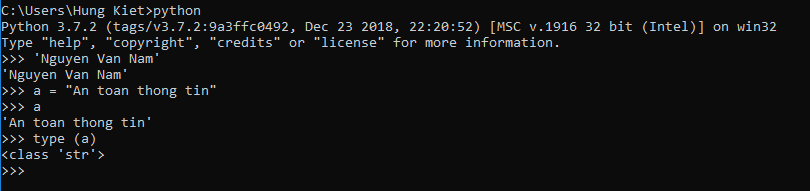 C:\Users\Hung Kiet>python
Python 3.7.2 (tags/v3.7.2:9a3ffc0492, Dec 23 2018, 22:20:52) [MSC v.1916 32 bit (Intel)] on win32
Type "help", "copyright", "credits" or "license" for more information.
>>> 'Nguyen Van Nam'
'Nguyen Van Nam'
>>> a = "An toan thong tin"
>>> a
'An toan thong tin'
>>> type (a)
<class 'str'>
>>>